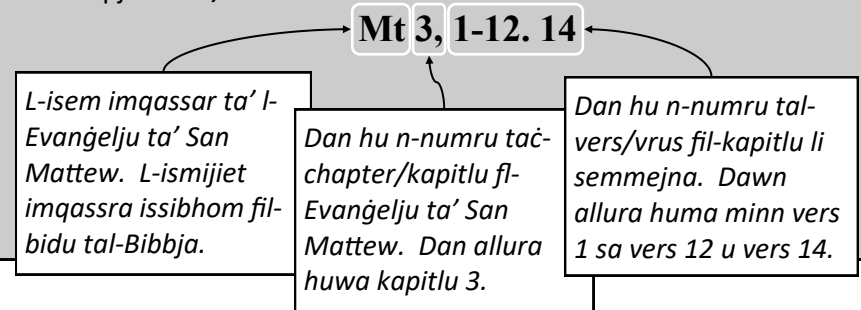 Mt 3, 1-12. 14
L-isem imqassar ta’ l-
Evanġelju ta’ San
Mattew. L-ismijiet
imqassra issibhom fil-
bidu tal-Bibbja.
Dan hu n-numru taċ-
chapter/kapitlu fl-
Evanġelju ta’ San
Mattew. Dan allura
huwa kapitlu 3.
Dan hu n-numru tal-
vers/vrus fil-kapitlu li
semmejna. Dawn
allura huma minn vers
1 sa vers 12 u vers 14.